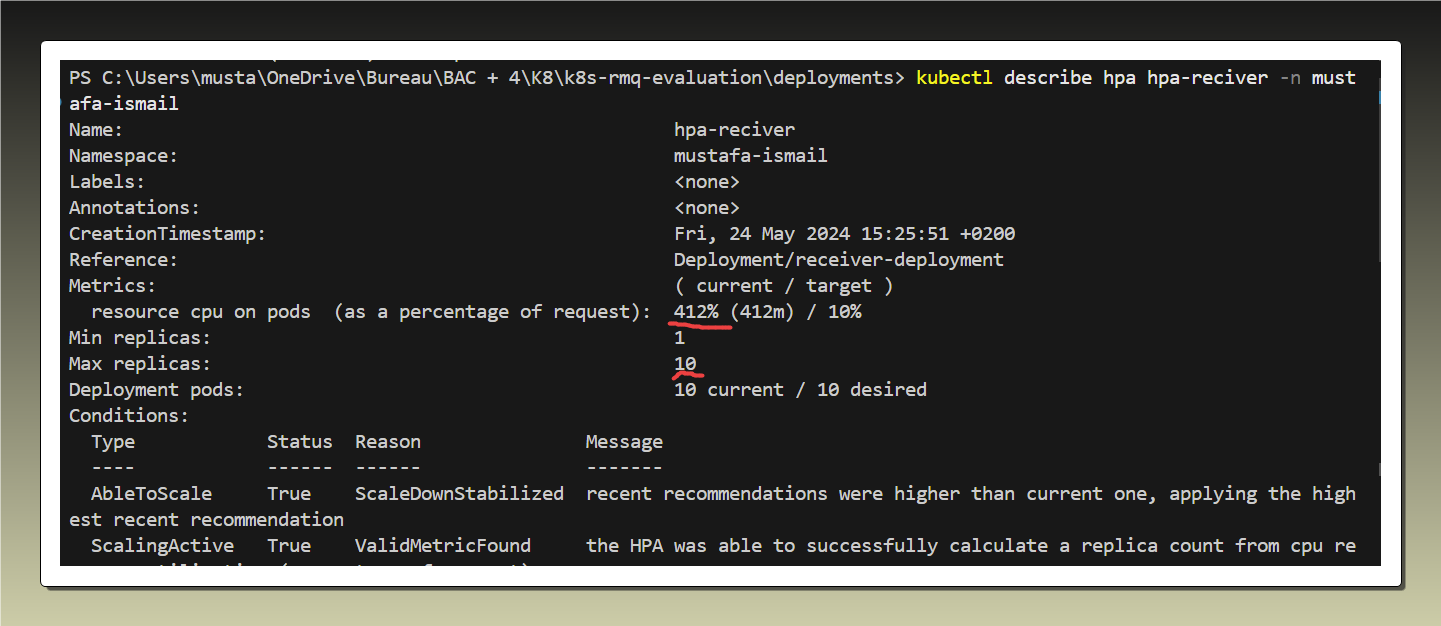 PS C:\Users\musta\OneDrive\Bureau\BAC + 4\K8\k8s-rmq-evaluation\deployments> kubectl describe hpa hpa-reciver -n must
afa-ismail
Name: hpa-reciver
Namespace: mustafa-ismail
Labels: <none>
Annotations: <none>
CreationTimestamp: Fri, 24 May 2024 15:25:51 +0200
Reference: Deployment/receiver-deployment
Metrics: ( current / target )
resource cpu on pods (as a percentage of request): 412% (412m) / 10%
Min replicas: 1
Max replicas: 10
Deployment pods: 10 current / 10 desired
Conditions:
Type Status Reason Message
---- ------ ------ -------
AbleToScale True ScaleDownStabilized recent recommendations were higher than current one, applying the high
est recent recommendation
ScalingActive True ValidMetricFound the HPA was able to successfully calculate a replica count from cpu re